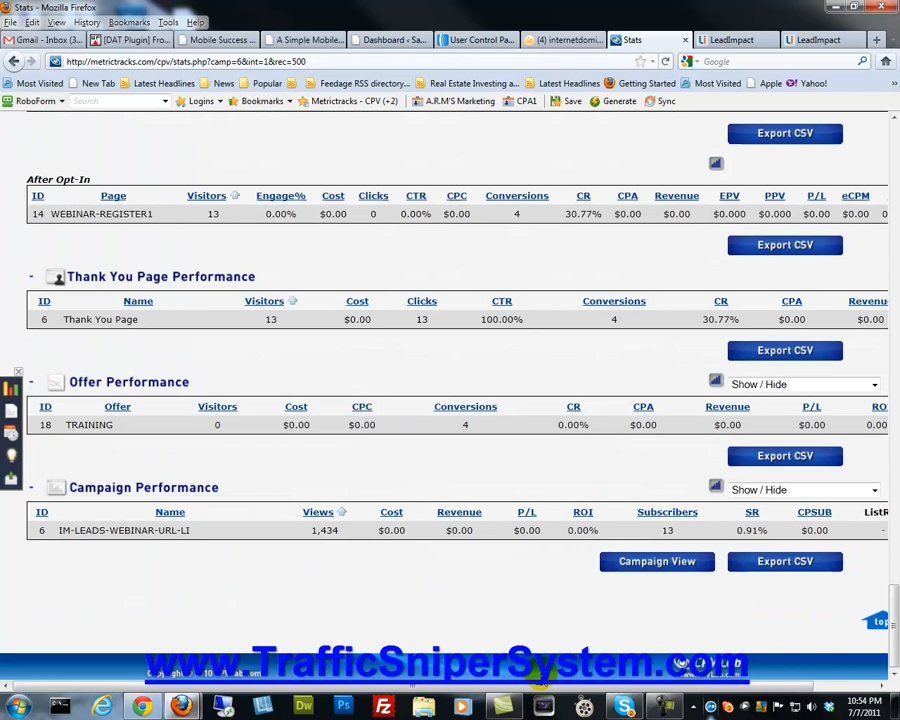 Stats - Mozilla Firefox
File Edit View History Bookmarks Tools Help
Gmail - Inbox (3... [DAT Plugin] Fro... Mobile Success ... A Simple Mobile... Dashboard ‹ Sa... User Control Pa... (4) internetdomi... Stats LeadImpact LeadImpact
http://metrictracks.com/cpv/stats.php?camp=6&int=1&rec=500 Google
Most Visited Trash Latest Headlines News Popular Feedage RSS directory... Real Estate Investing a... Latest Headlines Getting Started Most Visited Apple Yahoo!
RoboForm Search Logins Bookmarks Metrictracks - CPV (+2) A.R.M'S Marketing CPA1 Save Generate Sync
Export CSV
After Opt-In
ID Page Visitors Engage% Cost Clicks CTR CPC Conversions CR CPA Revenue EPV PPV P/L eCPM
14 WEBINAR-REGISTER1 13 0.00% $0.00 0 0.00% $0.00 4 30.77% $0.00 $0.00 $0.000 $0.000 $0.00 $0.00 0
Export CSV
- Thank You Page Performance
ID Name Visitors Cost Clicks CTR Conversions CR CPA Revenu
6 Thank You Page 13 $0.00 13 100.00% 4 30.77% $0.00 $0.00
Export CSV
- Offer Performance Show / Hide
ID Offer Visitors Cost CPC Conversions CR CPA Revenue P/L RO
18 TRAINING 0 $0.00 $0.00 4 0.00% $0.00 $0.00 $0.00 0.00
Export CSV
- Campaign Performance Show / Hide
ID Name Views Cost Revenue P/L ROI Subscribers SR CPSUB ListR
6 IM-LEADS-WEBINAR-URL-LI 1,434 $0.00 $0.00 $0.00 0.00% 13 0.91% $0.00 -
Campaign View Export CSV
top
www.TrafficSniperSystem.com
10:54 PM
7/7/2011